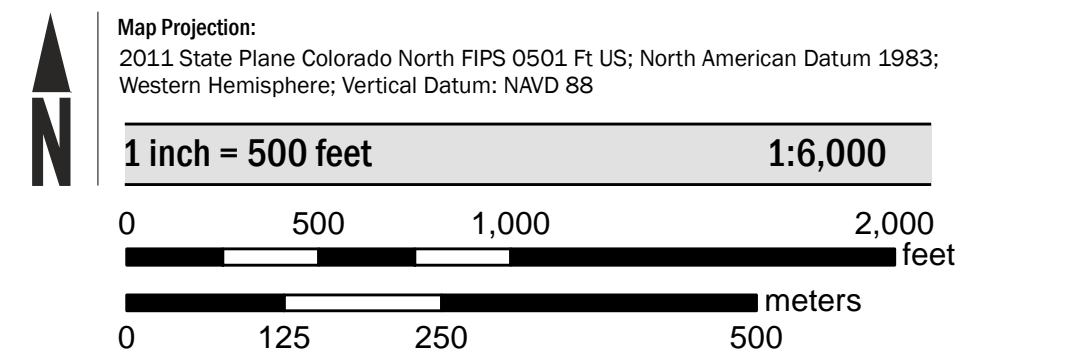 N
Map Projection:
2011 State Plane Colorado North FIPS 0501 Ft US; North American Datum 1983;
Western Hemisphere; Vertical Datum: NAVD 88
1 inch = 500 feet 1:6,000
0 500 1,000 2,000
feet
meters
0 125 250 500